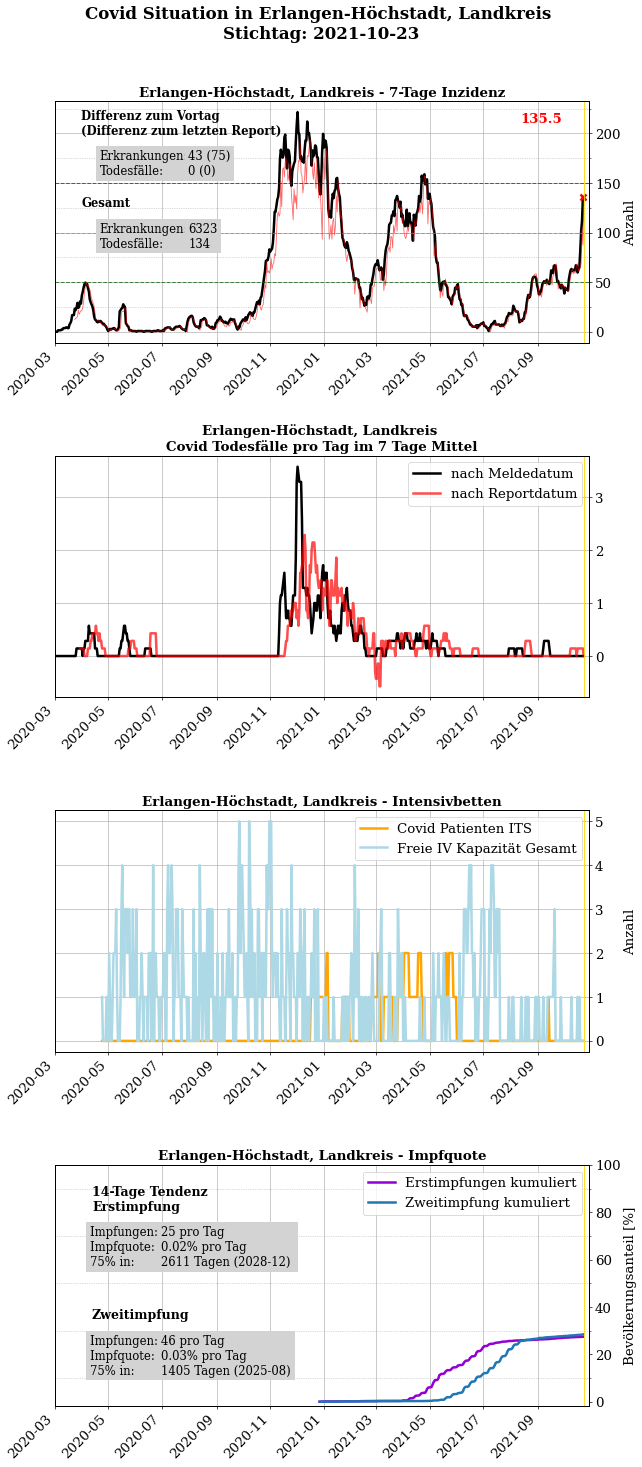 Covid Situation in Erlangen-Höchstadt, Landkreis
Stichtag: 2021-10-23
Erlangen-Höchstadt, Landkreis - 7-Tage Inzidenz
Differenz zum Vortag
(Differenz zum letzten Report)
Erkrankungen 43 (75)
Todesfälle: 0 (0)
Gesamt
Erkrankungen 6323
Todesfälle: 134
135.5
200
150
100
50
0
Anzahl
2020-03
2020-05
2020-07
2020-09
2020-11
2021-01
2021-03
2021-05
2021-07
2021-09
Erlangen-Höchstadt, Landkreis
Covid Todesfälle pro Tag im 7 Tage Mittel
nach Meldedatum
nach Reportdatum
3
2
1
0
2020-03
2020-05
2020-07
2020-09
2020-11
2021-01
2021-03
2021-05
2021-07
2021-09
Erlangen-Höchstadt, Landkreis - Intensivbetten
Covid Patienten ITS
Freie IV Kapazität Gesamt
5
4
3
2
1
0
Anzahl
2020-03
2020-05
2020-07
2020-09
2020-11
2021-01
2021-03
2021-05
2021-07
2021-09
Erlangen-Höchstadt, Landkreis - Impfquote
14-Tage Tendenz
Erstimpfung
Impfungen: 25 pro Tag
Impfquote: 0.02% pro Tag
75% in: 2611 Tagen (2028-12)
Zweitimpfung
Impfungen: 46 pro Tag
Impfquote: 0.03% pro Tag
75% in: 1405 Tagen (2025-08)
Erstimpfungen kumuliert
Zweitimpfung kumuliert
100
80
60
40
20
0
Bevölkerungsanteil [%]
2020-03
2020-05
2020-07
2020-09
2020-11
2021-01
2021-03
2021-05
2021-07
2021-09